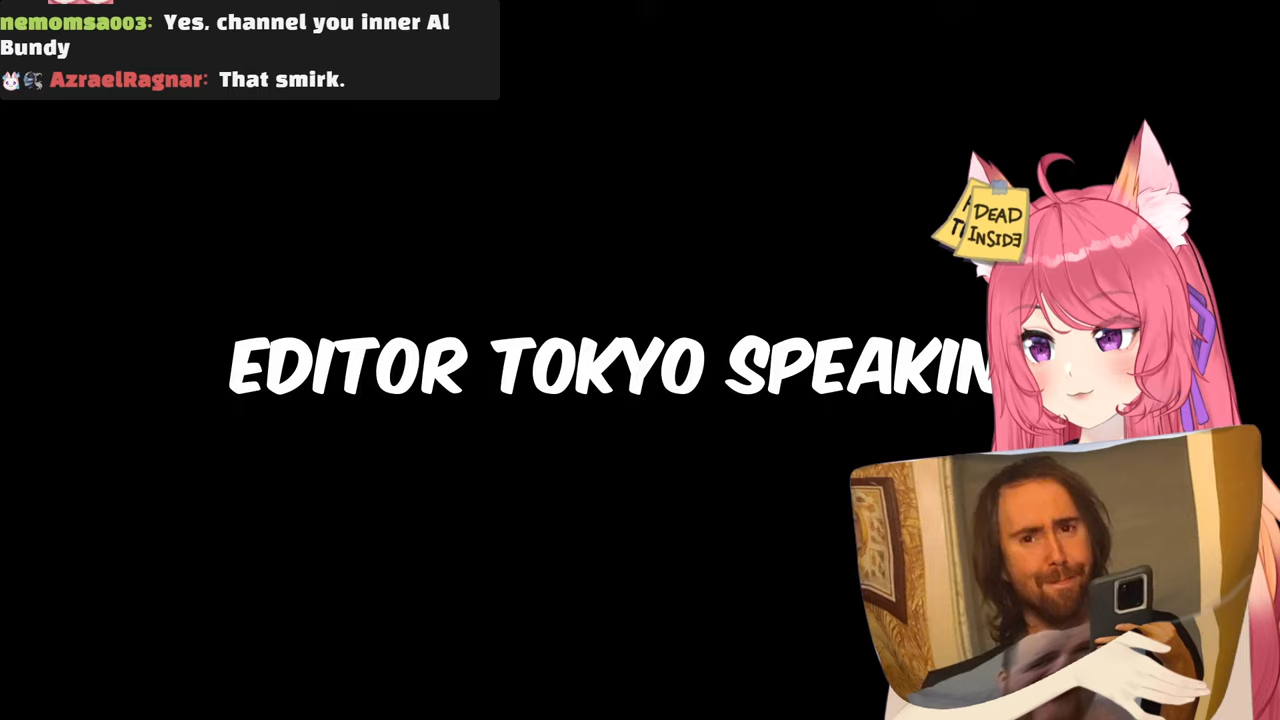 nemomsa003: Yes, channel you inner Al
Bundy
AzraelRagnar: That smirk.
DEAD
INSIDE
EDITOR TOKYO SPEAKIN